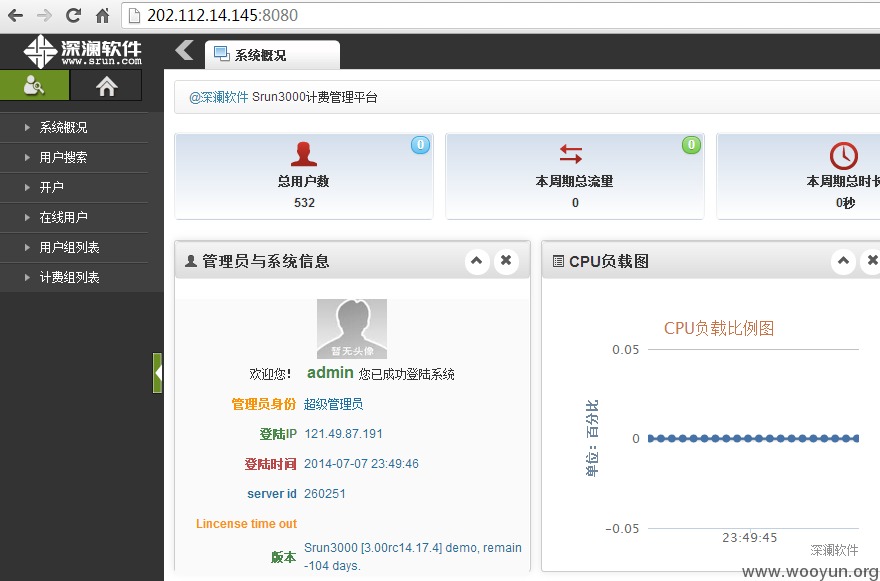 202.112.14.145:8080
深澜软件
www.srun.com
系统概况
@深澜软件 Srun3000计费管理平台
系统概况
用户搜索
开户
在线用户
用户组列表
计费组列表
0
总用户数
532
0
本周期总流量
0
本周期总时长
0秒
管理员与系统信息
暂无头像
欢迎您！ admin 您已成功登陆系统
管理员身份 超级管理员
登陆IP 121.49.87.191
登陆时间 2014-07-07 23:49:46
server id 260251
Lincense time out
版本 Srun3000 [3.00rc14.17.4] demo, remain
-104 days.
CPU负载图
CPU负载比例图
单位：百分比
0.05
0
-0.05
23:49:45
深澜软件
www.wooyun.org